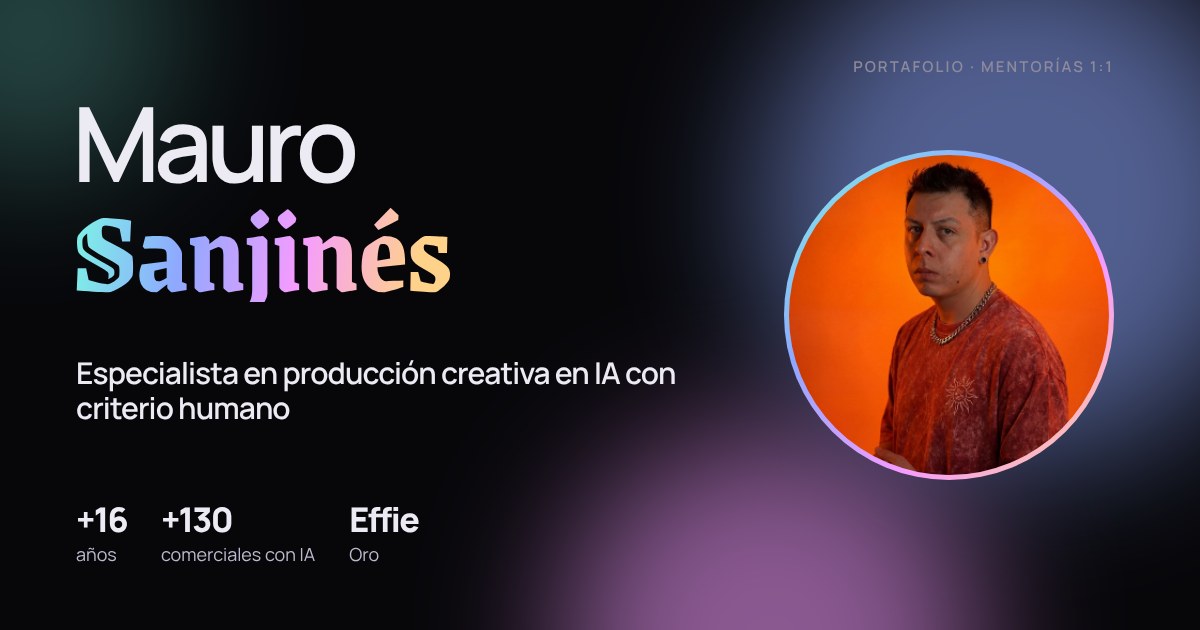 PORTAFOLIO · MENTORÍAS 1:1
Mauro
Sanjinés
Especialista en producción creativa en IA con
criterio humano
+16
años
+130
comerciales con IA
Effie
Oro